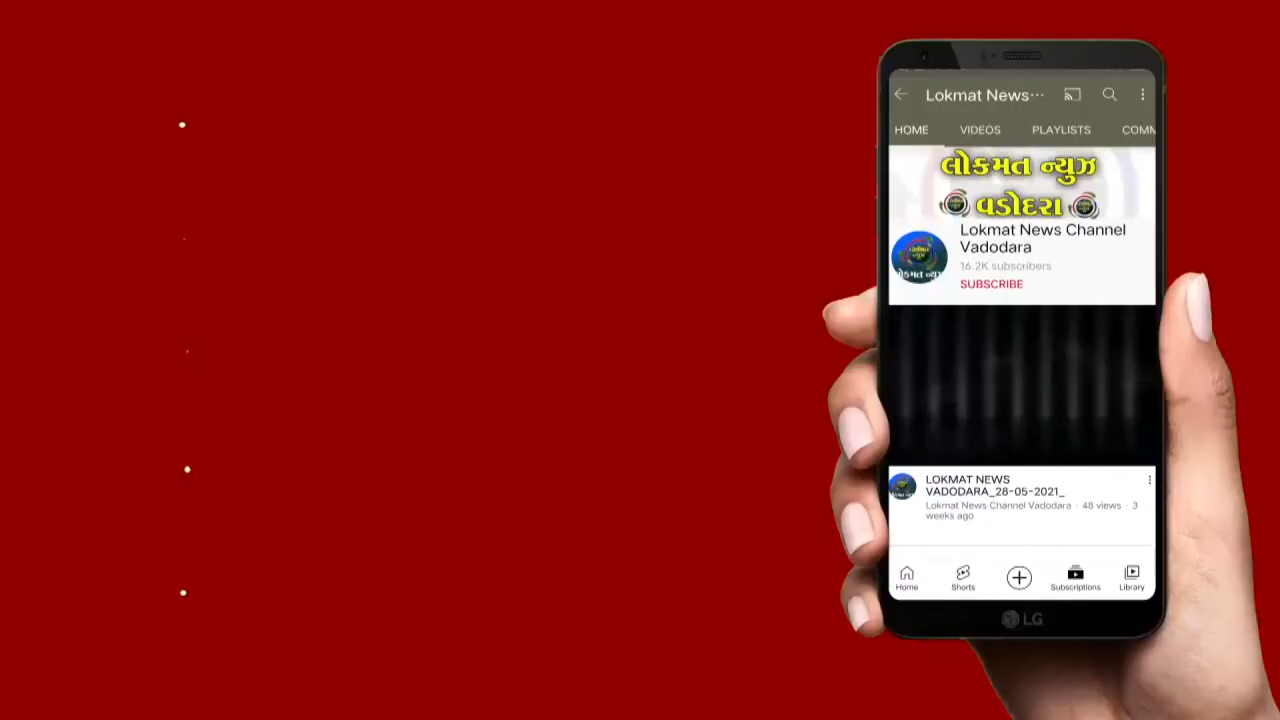 Lokmat News...
HOME VIDEOS PLAYLISTS COMM
લોકમત ન્યુઝ
વડોદરા
Lokmat News Channel
Vadodara
16.2K subscribers
SUBSCRIBE
LOKMAT NEWS
VADODARA_28-05-2021_
Lokmat News Channel Vadodara · 48 views · 3
weeks ago
Home Shorts Subscriptions Library
LG